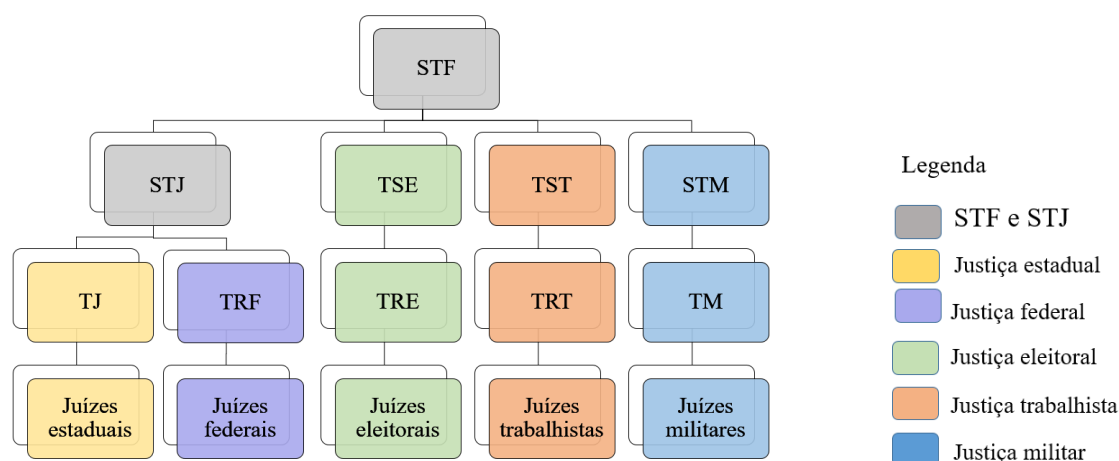 STF
STJ
TSE
TST
STM
TJ
TRF
TRE
TRT
TM
Juízes
estaduais
Juízes
federais
Juízes
eleitorais
Juízes
trabalhistas
Juízes
militares
Legenda
STF e STJ
Justiça estadual
Justiça federal
Justiça eleitoral
Justiça trabalhista
Justiça militar